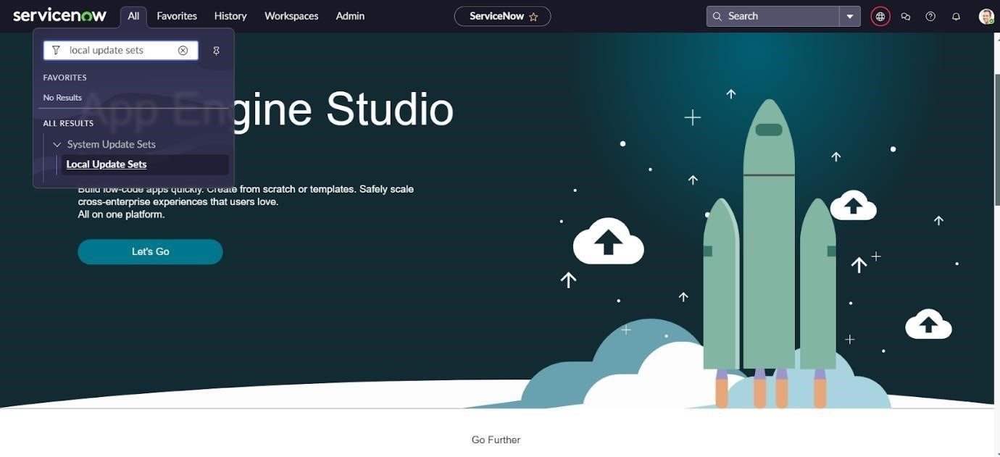 servicenow
All
Favorites
History
Workspaces
Admin
ServiceNow
Search
local update sets
FAVORITES
No Results
ALL RESULTS
System Update Sets
Local Update Sets
App Engine Studio
Build low-code apps quickly. Create from scratch or templates. Safely scale
cross-enterprise experiences that users love.
All on one platform.
Let's Go
Go Further